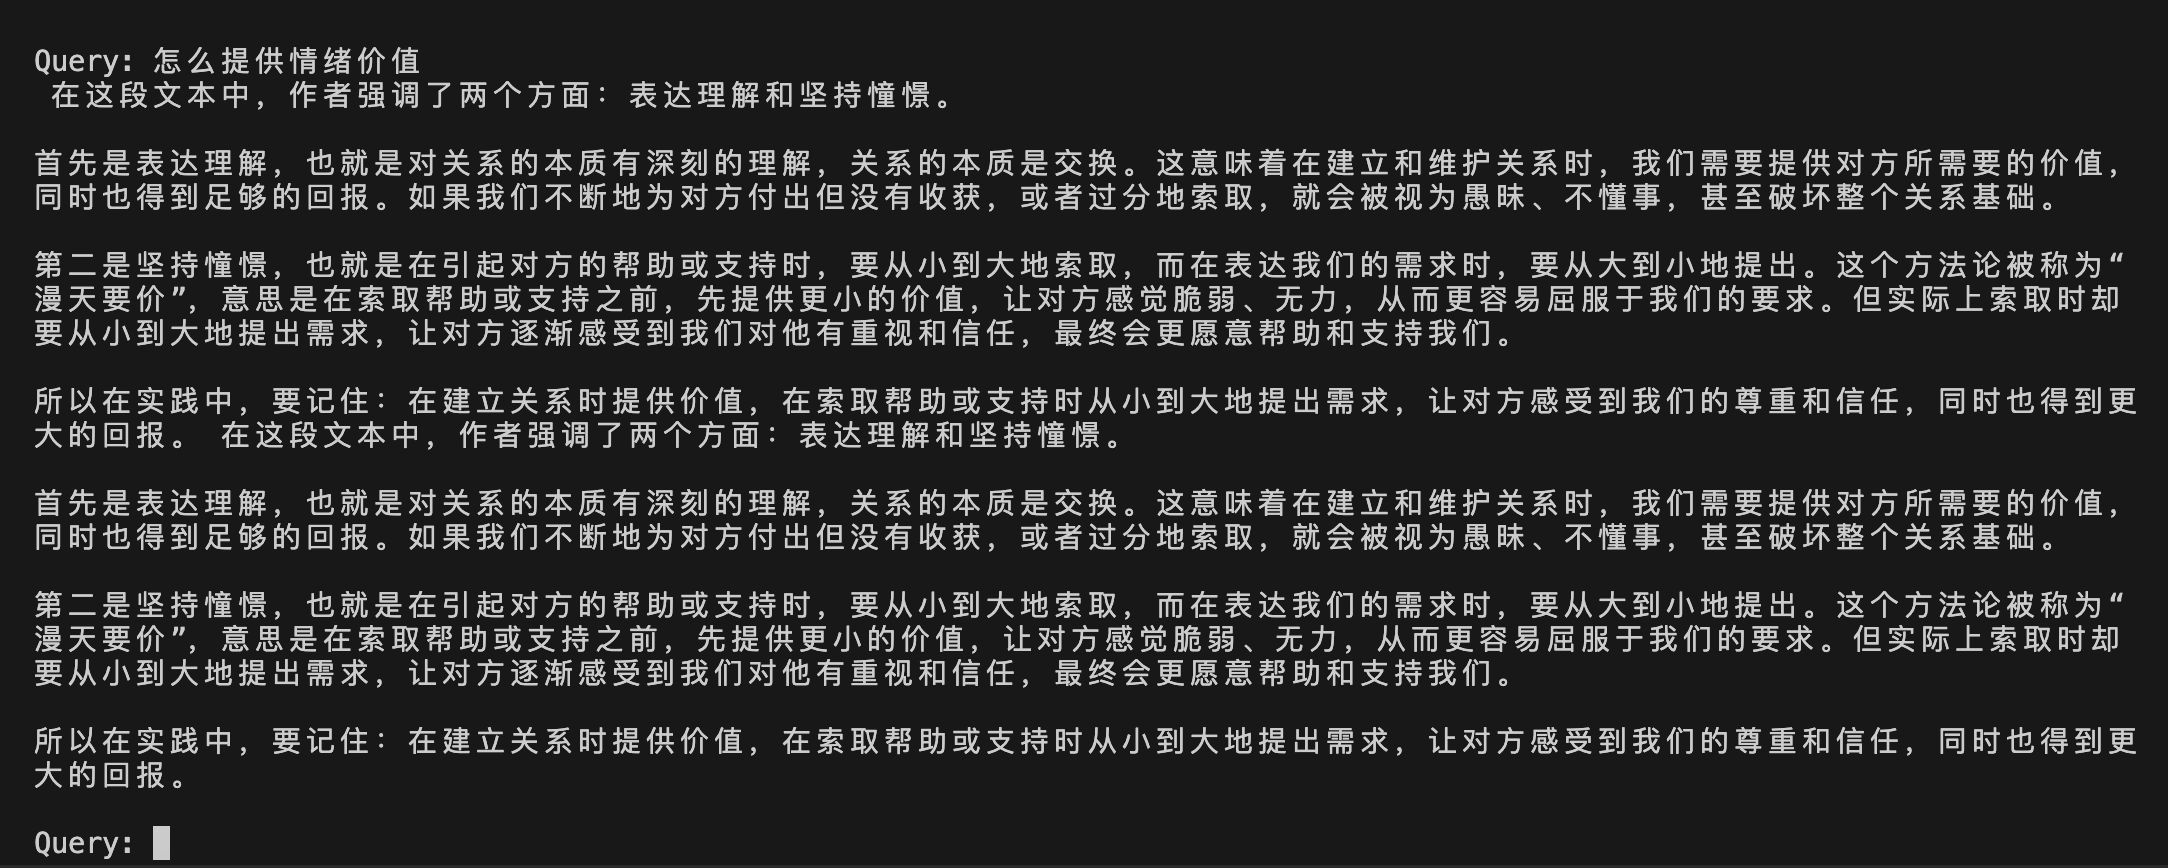 Query: 怎么提供情绪价值
在这段文本中，作者强调了两个方面：表达理解和坚持憧憬。
首先是表达理解，也就是对关系的本质有深刻的理解，关系的本质是交换。这意味着在建立和维护关系时，我们需要提供对方所需要的价值，
同时也得到足够的回报。如果我们不断地为对方付出但没有收获，或者过分地索取，就会被视为愚昧、不懂事，甚至破坏整个关系基础。
第二是坚持憧憬，也就是在引起对方的帮助或支持时，要从小到大地索取，而在表达我们的需求时，要从大到小地提出。这个方法论被称为“
漫天要价”，意思是在索取帮助或支持之前，先提供更小的价值，让对方感觉脆弱、无力，从而更容易屈服于我们的要求。但实际上索取时却
要从小到大地提出需求，让对方逐渐感受到我们对他有重视和信任，最终会更愿意帮助和支持我们。
所以在实践中，要记住：在建立关系时提供价值，在索取帮助或支持时从小到大地提出需求，让对方感受到我们的尊重和信任，同时也得到更
大的回报。 在这段文本中，作者强调了两个方面：表达理解和坚持憧憬。
首先是表达理解，也就是对关系的本质有深刻的理解，关系的本质是交换。这意味着在建立和维护关系时，我们需要提供对方所需要的价值，
同时也得到足够的回报。如果我们不断地为对方付出但没有收获，或者过分地索取，就会被视为愚昧、不懂事，甚至破坏整个关系基础。
第二是坚持憧憬，也就是在引起对方的帮助或支持时，要从小到大地索取，而在表达我们的需求时，要从大到小地提出。这个方法论被称为“
漫天要价”，意思是在索取帮助或支持之前，先提供更小的价值，让对方感觉脆弱、无力，从而更容易屈服于我们的要求。但实际上索取时却
要从小到大地提出需求，让对方逐渐感受到我们对他有重视和信任，最终会更愿意帮助和支持我们。
所以在实践中，要记住：在建立关系时提供价值，在索取帮助或支持时从小到大地提出需求，让对方感受到我们的尊重和信任，同时也得到更
大的回报。
Query: